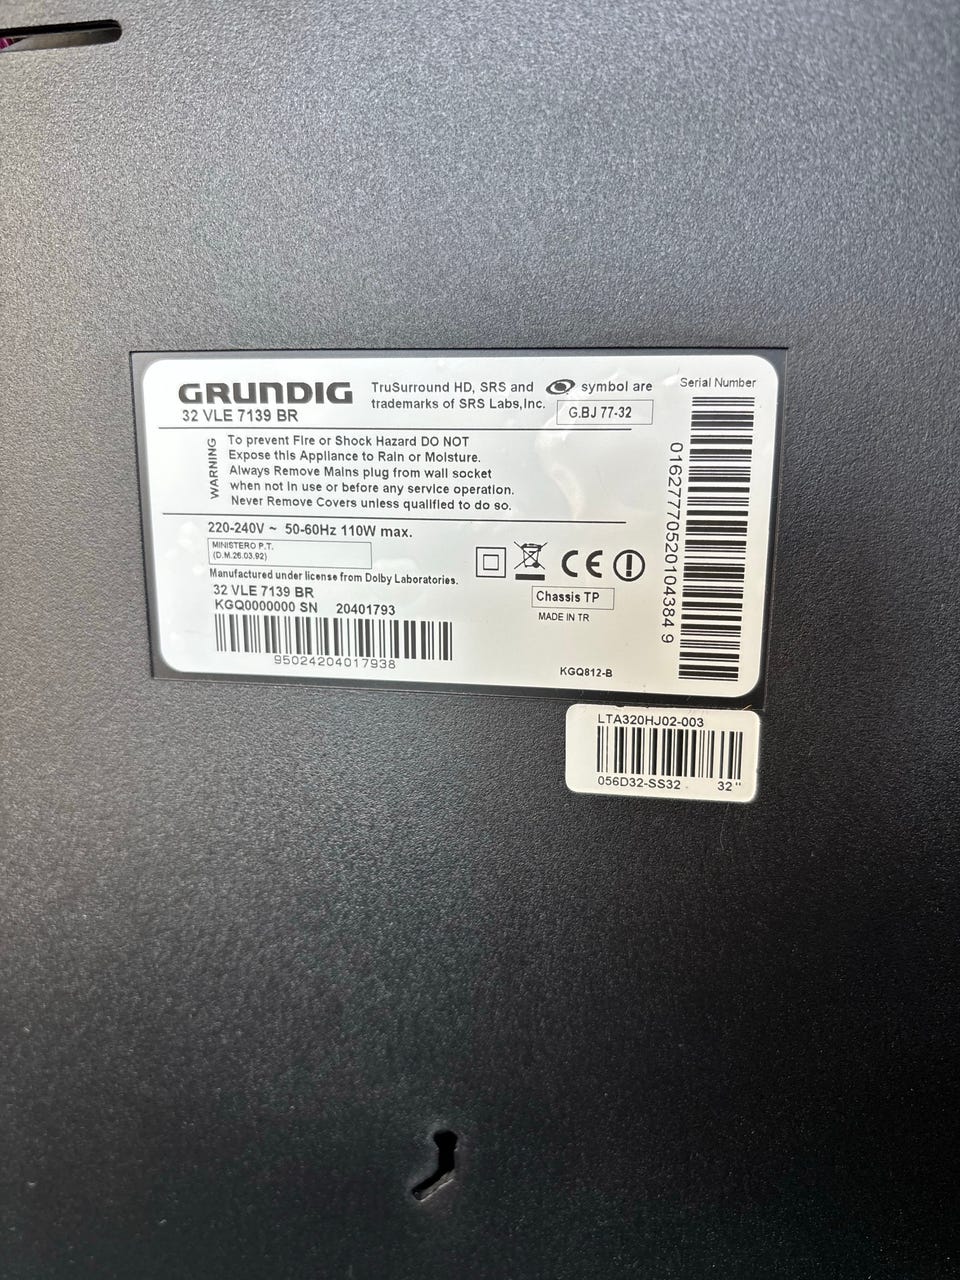 GRUNDIG
32 VLE 7139 BR
TruSurround HD, SRS and symbol are
trademarks of SRS Labs,Inc.
G.BJ 77-32
Serial Number
WARNING
To prevent Fire or Shock Hazard DO NOT
Expose this Appliance to Rain or Moisture.
Always Remove Mains plug from wall socket
when not in use or before any service operation.
Never Remove Covers unless qualified to do so.
220-240V ~ 50-60Hz 110W max.
MINISTERO P.T.
(D.M.26.03.92)
Manufactured under license from Dolby Laboratories.
32 VLE 7139 BR
KGQ0000000 SN 20401793
95024204017938
CE
Chassis TP
MADE IN TR
KGQ812-B
01627770520104384 9
LTA320HJ02-003
056D32-SS32 32"